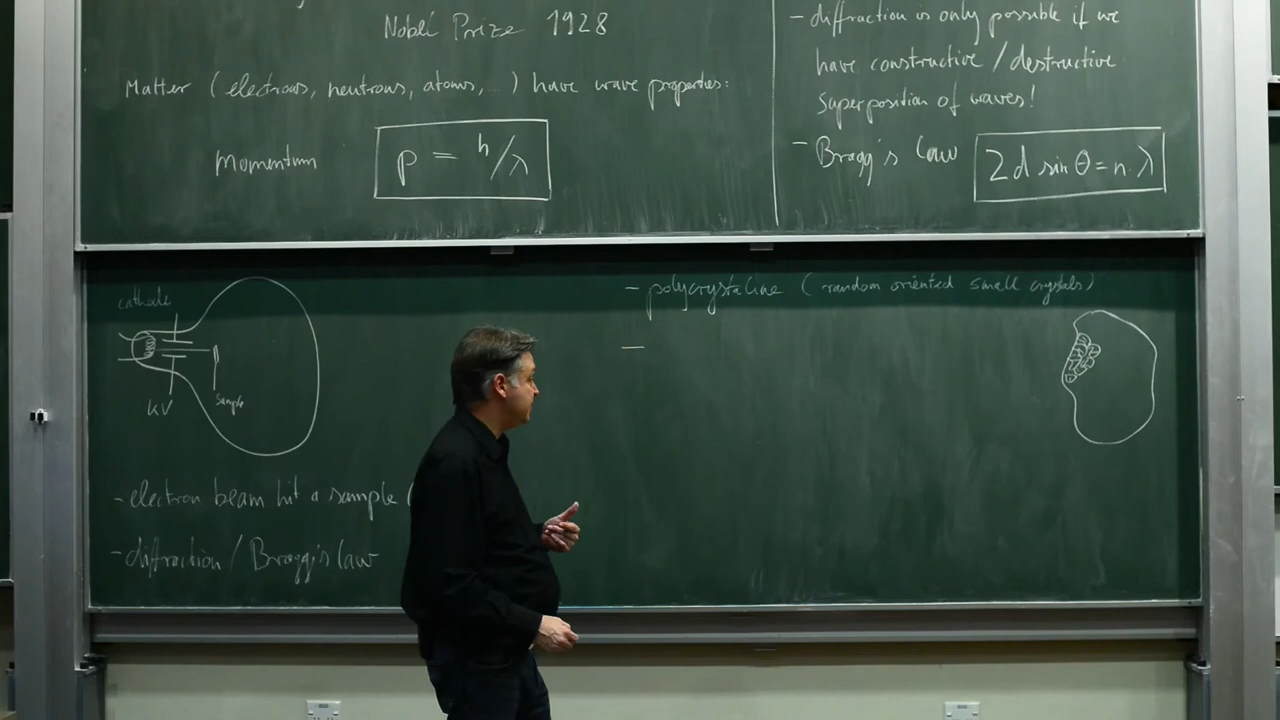 Nobel Prize 1928
Matter (electrons, neutrons, atoms,...) have wave properties:
Momentum p = h/λ
- diffraction is only possible if we
have constructive / destructive
superposition of waves!
- Bragg's law 2d sin θ = n·λ
cathode
kV
sample
- electron beam hit a sample (
- diffraction / Bragg's law
- polycrystaline (random oriented small crystals)
-